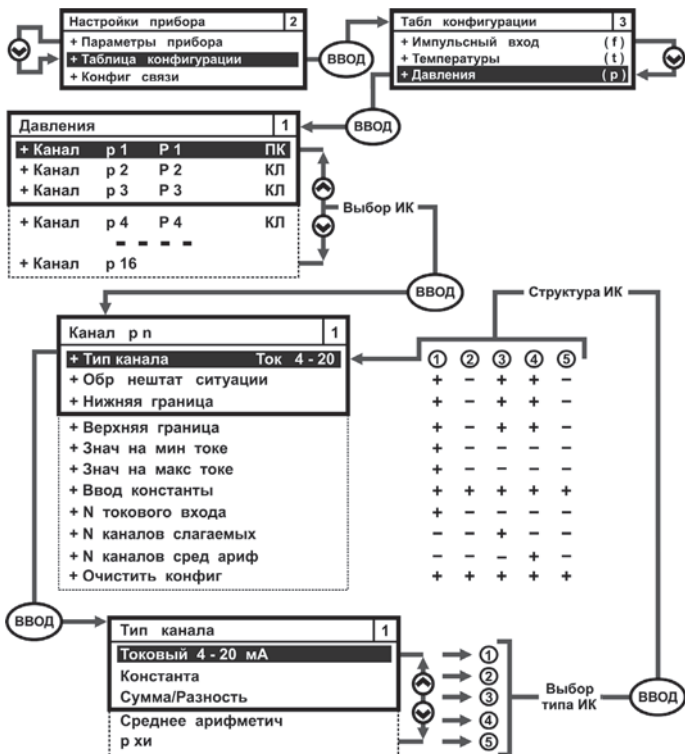 Настройки прибора 2
+ Параметры прибора
+ Таблица конфигурации
+ Конфиг связи
ВВОД
Табл конфигурации 3
+ Импульсный вход ( f )
+ Температуры ( t )
+ Давления ( p )
ВВОД
Давления 1
+ Канал р 1 Р 1 ПК
+ Канал р 2 Р 2 КЛ
+ Канал р 3 Р 3 КЛ
+ Канал р 4 Р 4 КЛ
- - - -
+ Канал р 16
Выбор ИК
ВВОД
Структура ИК
Канал р n 1
+ Тип канала Ток 4 - 20
+ Обр нештат ситуации
+ Нижняя граница
+ Верхняя граница
+ Знач на мин токе
+ Знач на макс токе
+ Ввод константы
+ N токового входа
+ N каналов слагаемых
+ N каналов сред ариф
+ Очистить конфиг
1 2 3 4 5
+ – + + –
+ – + + –
+ – + + –
+ – – – –
+ – – – –
+ + + + +
+ – – – –
– – + – –
– – – + –
+ + + + +
ВВОД
Тип канала 1
Токовый 4 - 20 мА
Константа
Сумма/Разность
Среднее арифметич
р хи
1
2
3
4
5
Выбор
типа ИК
ВВОД